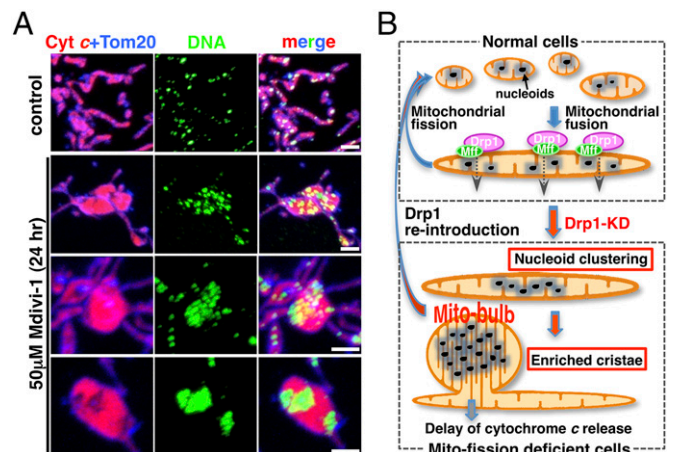 A
Cyt c+Tom20 DNA merge
control
50µM Mdivi-1 (24 hr)
B
Normal cells
nucleoids
Mitochondrial
fission
Mitochondrial
fusion
Drp1 Drp1 Drp1
Mff Mff Mff
Drp1
re-introduction
Drp1-KD
Nucleoid clustering
Mito-bulb
Enriched cristae
Delay of cytochrome c release
Mito-fission deficient cells